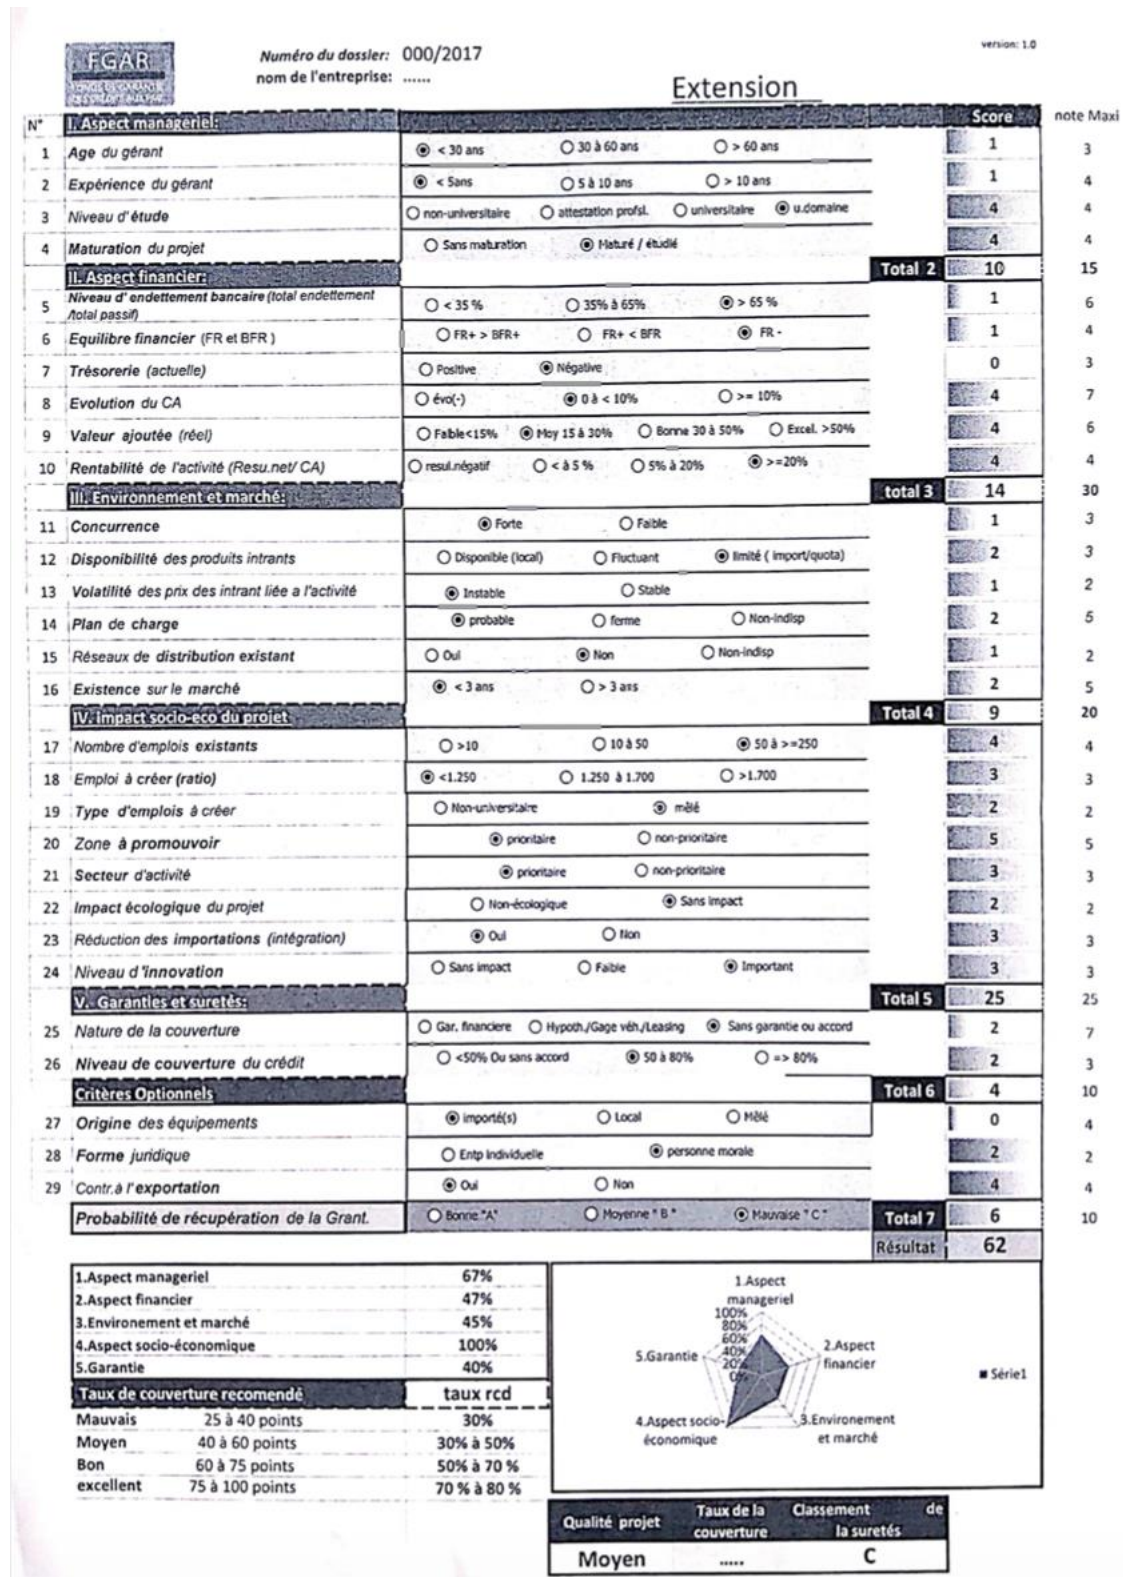 version: 1.0
FGAR
FONDS DE GARANTIE
DES CRÉDITS AUX PME
Numéro du dossier: 000/2017
nom de l'entreprise: ......
Extension
N° I. Aspect manageriel: Score note Maxi
1 Age du gérant < 30 ans 30 à 60 ans > 60 ans 1 3
2 Expérience du gérant < 5ans 5 à 10 ans > 10 ans 1 4
3 Niveau d'étude non-universitaire attestation profsl. universitaire u.domaine 4 4
4 Maturation du projet Sans maturation Maturé / étudié 4 4
II. Aspect financier: Total 2 10 15
5 Niveau d' endettement bancaire (total endettement /total passif) < 35 % 35% à 65% > 65 % 1 6
6 Equilibre financier (FR et BFR ) FR+ > BFR+ FR+ < BFR FR - 1 4
7 Trésorerie (actuelle) Positive Négative 0 3
8 Evolution du CA évo(-) 0 à < 10% >= 10% 4 7
9 Valeur ajoutée (réel) Faible<15% Moy 15 à 30% Bonne 30 à 50% Excel. >50% 4 6
10 Rentabilité de l'activité (Resu.net/ CA) resul.négatif < à 5 % 5% à 20% >=20% 4 4
III. Environnement et marché: total 3 14 30
11 Concurrence Forte Faible 1 3
12 Disponibilité des produits intrants Disponible (local) Fluctuant limité ( import/quota) 2 3
13 Volatilité des prix des intrant liée a l'activité Instable Stable 1 2
14 Plan de charge probable ferme Non-indisp 2 5
15 Réseaux de distribution existant Oui Non Non-indisp 1 2
16 Existence sur le marché < 3 ans > 3 ans 2 5
IV. impact socio-eco du projet Total 4 9 20
17 Nombre d'emplois existants >10 10 à 50 50 à >=250 4 4
18 Emploi à créer (ratio) <1.250 1.250 à 1.700 >1.700 3 3
19 Type d'emplois à créer Non-universitaire mêlé 2 2
20 Zone à promouvoir prioritaire non-prioritaire 5 5
21 Secteur d'activité prioritaire non-prioritaire 3 3
22 Impact écologique du projet Non-écologique Sans impact 2 2
23 Réduction des importations (intégration) Oui Non 3 3
24 Niveau d'innovation Sans impact Faible Important 3 3
V. Garanties et suretés: Total 5 25 25
25 Nature de la couverture Gar. financiere Hypoth./Gage véh./Leasing Sans garantie ou accord 2 7
26 Niveau de couverture du crédit <50% Ou sans accord 50 à 80% => 80% 2 3
Critères Optionnels Total 6 4 10
27 Origine des équipements importé(s) Local Mêlé 0 4
28 Forme juridique Entp individuelle personne morale 2 2
29 Contr.à l'exportation Oui Non 4 4
Probabilité de récupération de la Grant. Bonne "A" Moyenne " B " Mauvaise " C " Total 7 6 10
Résultat 62
1.Aspect manageriel 67%
2.Aspect financier 47%
3.Environement et marché 45%
4.Aspect socio-économique 100%
5.Garantie 40%
Taux de couverture recomendé taux rcd
Mauvais 25 à 40 points 30%
Moyen 40 à 60 points 30% à 50%
Bon 60 à 75 points 50% à 70 %
excellent 75 à 100 points 70 % à 80 %
1.Aspect
manageriel
100%
80%
60%
40%
20%
0%
2.Aspect
financier
3.Environement
et marché
4.Aspect socio-
économique
5.Garantie
Série1
Qualité projet Taux de la couverture Classement de la suretés
Moyen ..... C